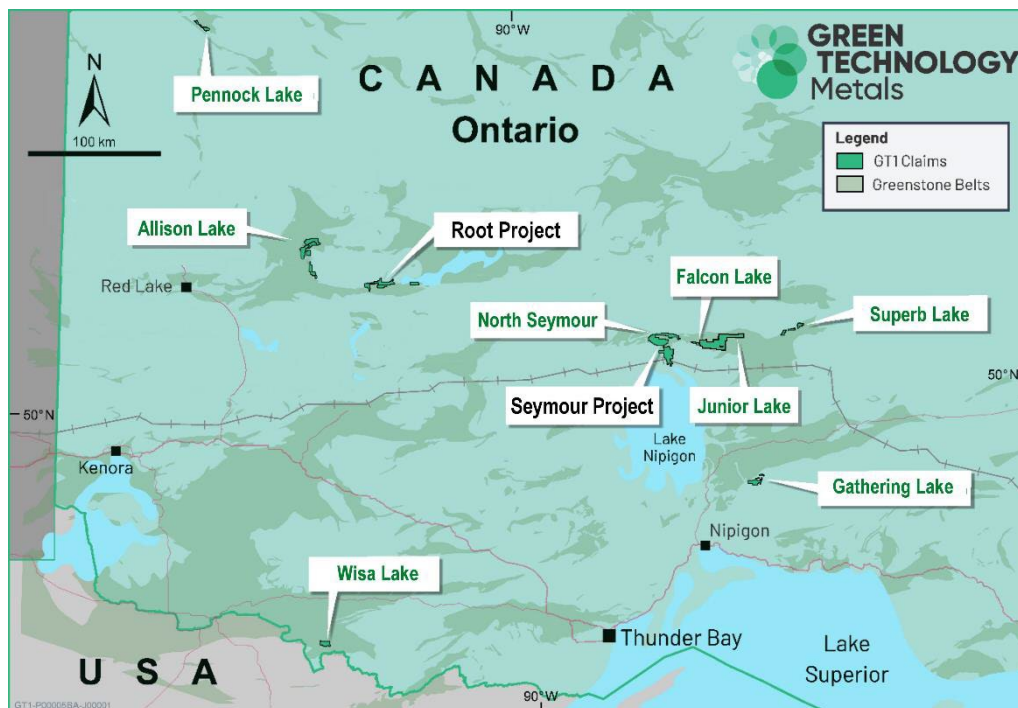 90°W
GREEN
TECHNOLOGY
Metals
N
100 km
Pennock Lake
CANADA
Ontario
Legend
GT1 Claims
Greenstone Belts
Allison Lake
Root Project
Red Lake
Falcon Lake
North Seymour
Superb Lake
50°N
Seymour Project
Junior Lake
50°N
Lake
Nipigon
Kenora
Gathering Lake
Nipigon
Wisa Lake
Thunder Bay
Lake
Superior
USA
90°W